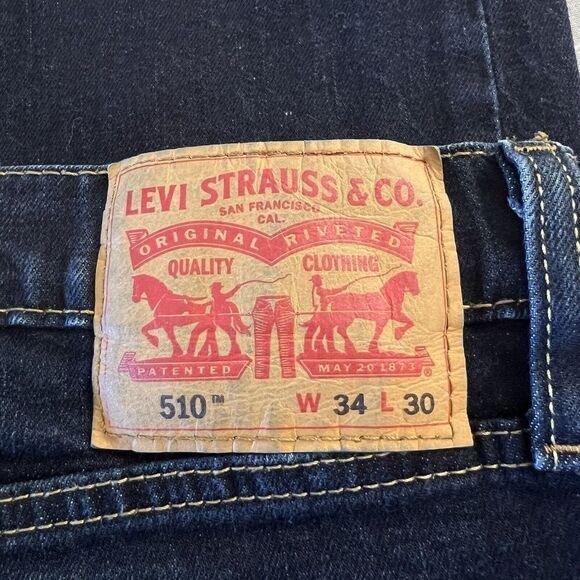 LEVI STRAUSS & CO.
SAN FRANCISCO
CAL.
ORIGINAL RIVETED
QUALITY CLOTHING
PATENTED MAY 20 1873 ®
510™ W 34 L 30